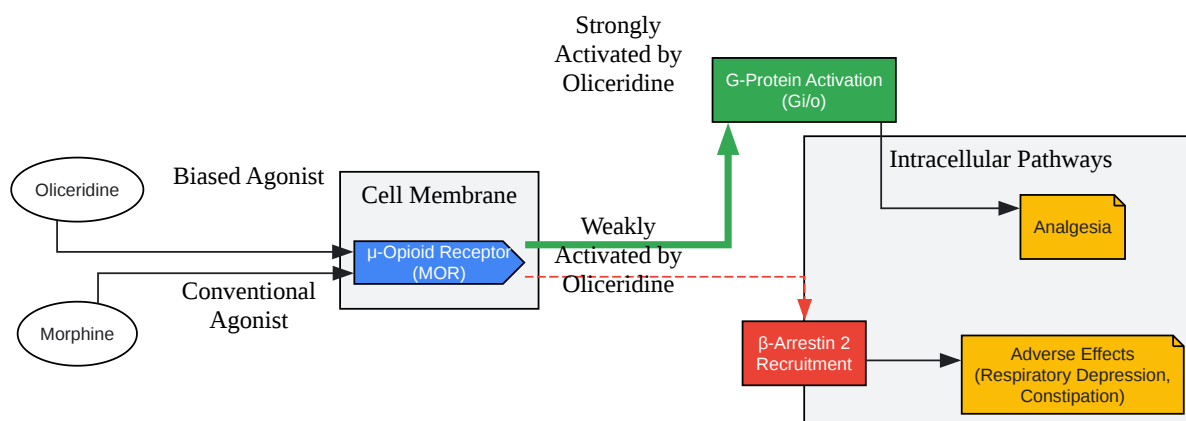 Strongly
Activated by
Oliceridine
G-Protein Activation
(Gi/o)
Intracellular Pathways
Biased Agonist
Oliceridine
Cell Membrane
Analgesia
Weakly
Activated by
Oliceridine
μ-Opioid Receptor
(MOR)
Conventional
Agonist
Morphine
β-Arrestin 2
Recruitment
Adverse Effects
(Respiratory Depression,
Constipation)